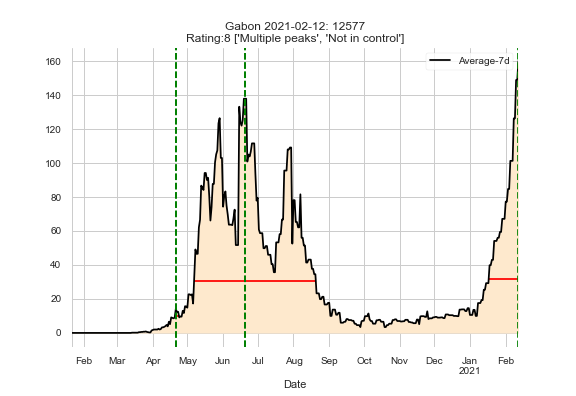 Gabon 2021-02-12: 12577
Rating:8 ['Multiple peaks', 'Not in control']
Average-7d
160
140
120
100
80
60
40
20
0
Feb Mar Apr May Jun Jul Aug Sep Oct Nov Dec Jan Feb
2021
Date